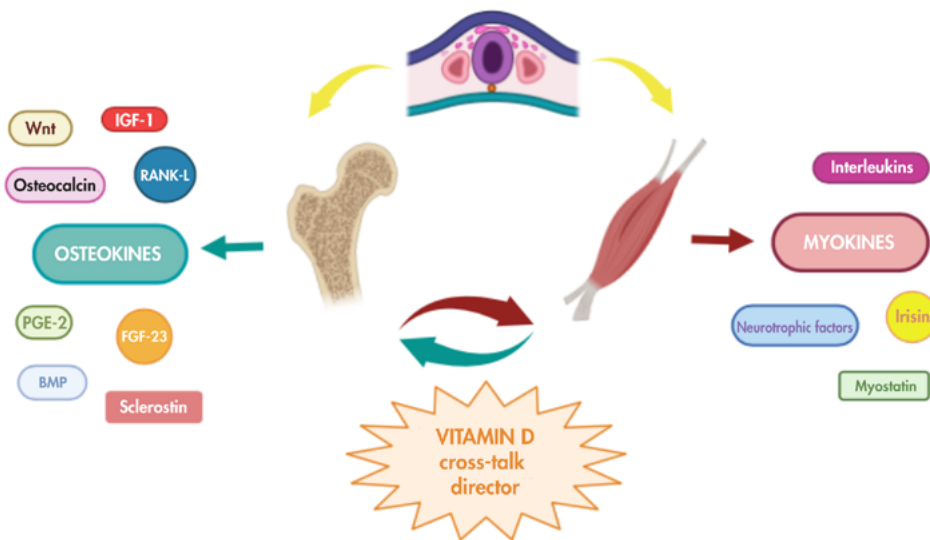 Wnt
IGF-1
Osteocalcin
RANK-L
OSTEOKINES
PGE-2
FGF-23
BMP
Sclerostin
Interleukins
MYOKINES
Neurotrophic factors
Irisin
Myostatin
VITAMIN D
cross-talk
director